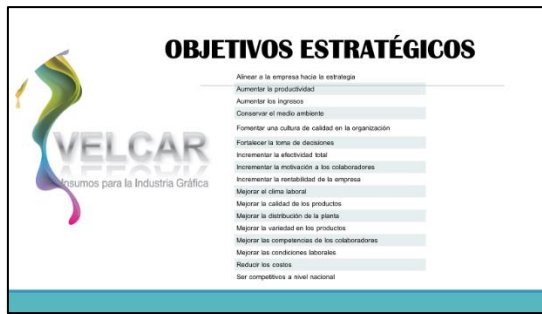 OBJETIVOS ESTRATÉGICOS
Alinear a la empresa hacia la estrategia
Aumentar la productividad
Aumentar los ingresos
Conservar el medio ambiente
Fomentar una cultura de calidad en la organización
Fortalecer la toma de decisiones
Incrementar la efectividad total
Incrementar la motivación a los colaboradores
Incrementar la rentabilidad de la empresa
Mejorar el clima laboral
Mejorar la calidad de los productos
Mejorar la distribución de la planta
Mejorar la variedad en los productos
Mejorar las competencias de los colaboradores
Mejorar las condiciones laborales
Reducir los costos
Ser competitivos a nivel nacional
VELCAR
Insumos para la Industria Gráfica